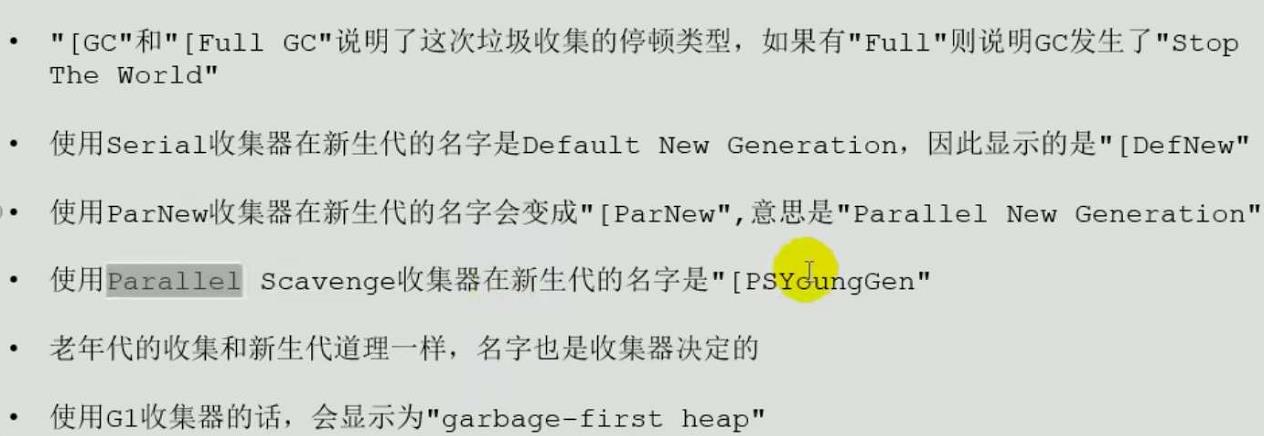 • "[GC"和"[Full GC"说明了这次垃圾收集的停顿类型，如果有"Full"则说明GC发生了"Stop
The World"
• 使用Serial收集器在新生代的名字是Default New Generation，因此显示的是"[DefNew"
• 使用ParNew收集器在新生代的名字会变成"[ParNew",意思是"Parallel New Generation"
• 使用Parallel Scavenge收集器在新生代的名字是"[PSYoungGen"
• 老年代的收集和新生代道理一样，名字也是收集器决定的
• 使用G1收集器的话，会显示为"garbage-first heap"